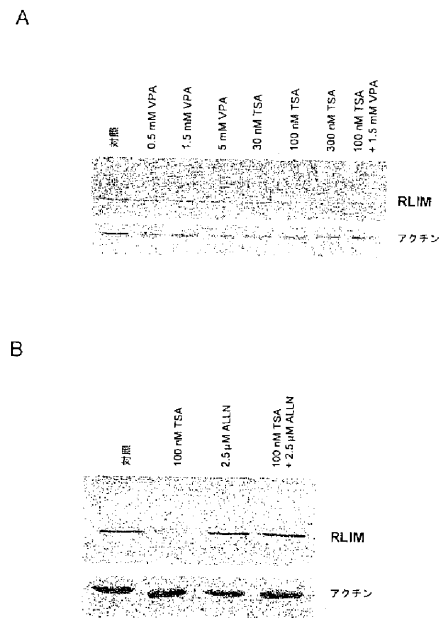 A
対照
0.5 mM VPA
1.5 mM VPA
5 mM VPA
30 nM TSA
100 nM TSA
300 nM TSA
100 nM TSA
+ 1.5 mM VPA
RLIM
アクチン
B
対照
100 nM TSA
2.5 µM ALLN
100 nM TSA
+ 2.5 µM ALLN
RLIM
アクチン